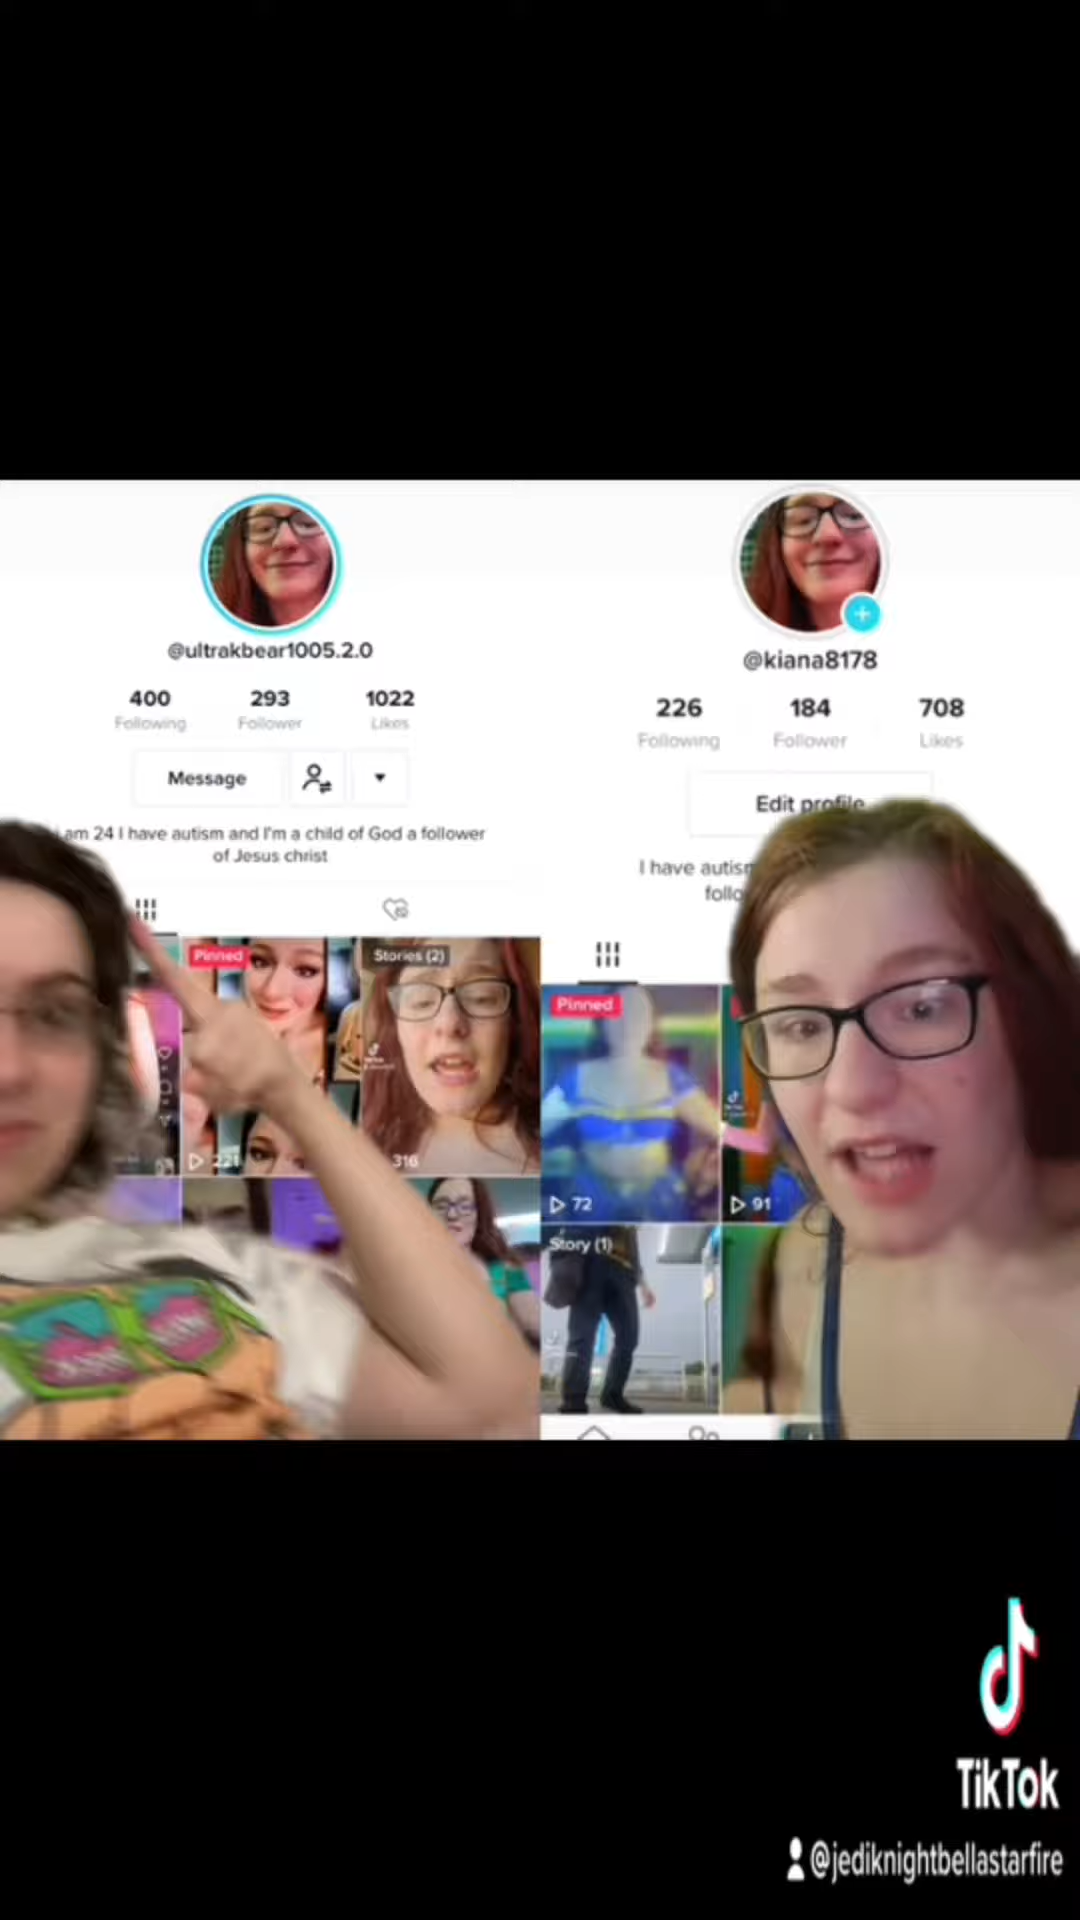 @ultrakbear1005.2.0
400 293 1022
Following Follower Likes
Message
am 24 I have autism and I'm a child of God a follower
of Jesus christ
Pinned
Stories (2)
221
316
@kiana8178
226 184 708
Following Follower Likes
Edit profile
I have autism
Pinned
72
91
Story (1)
TikTok
@jediknightbellastarfire